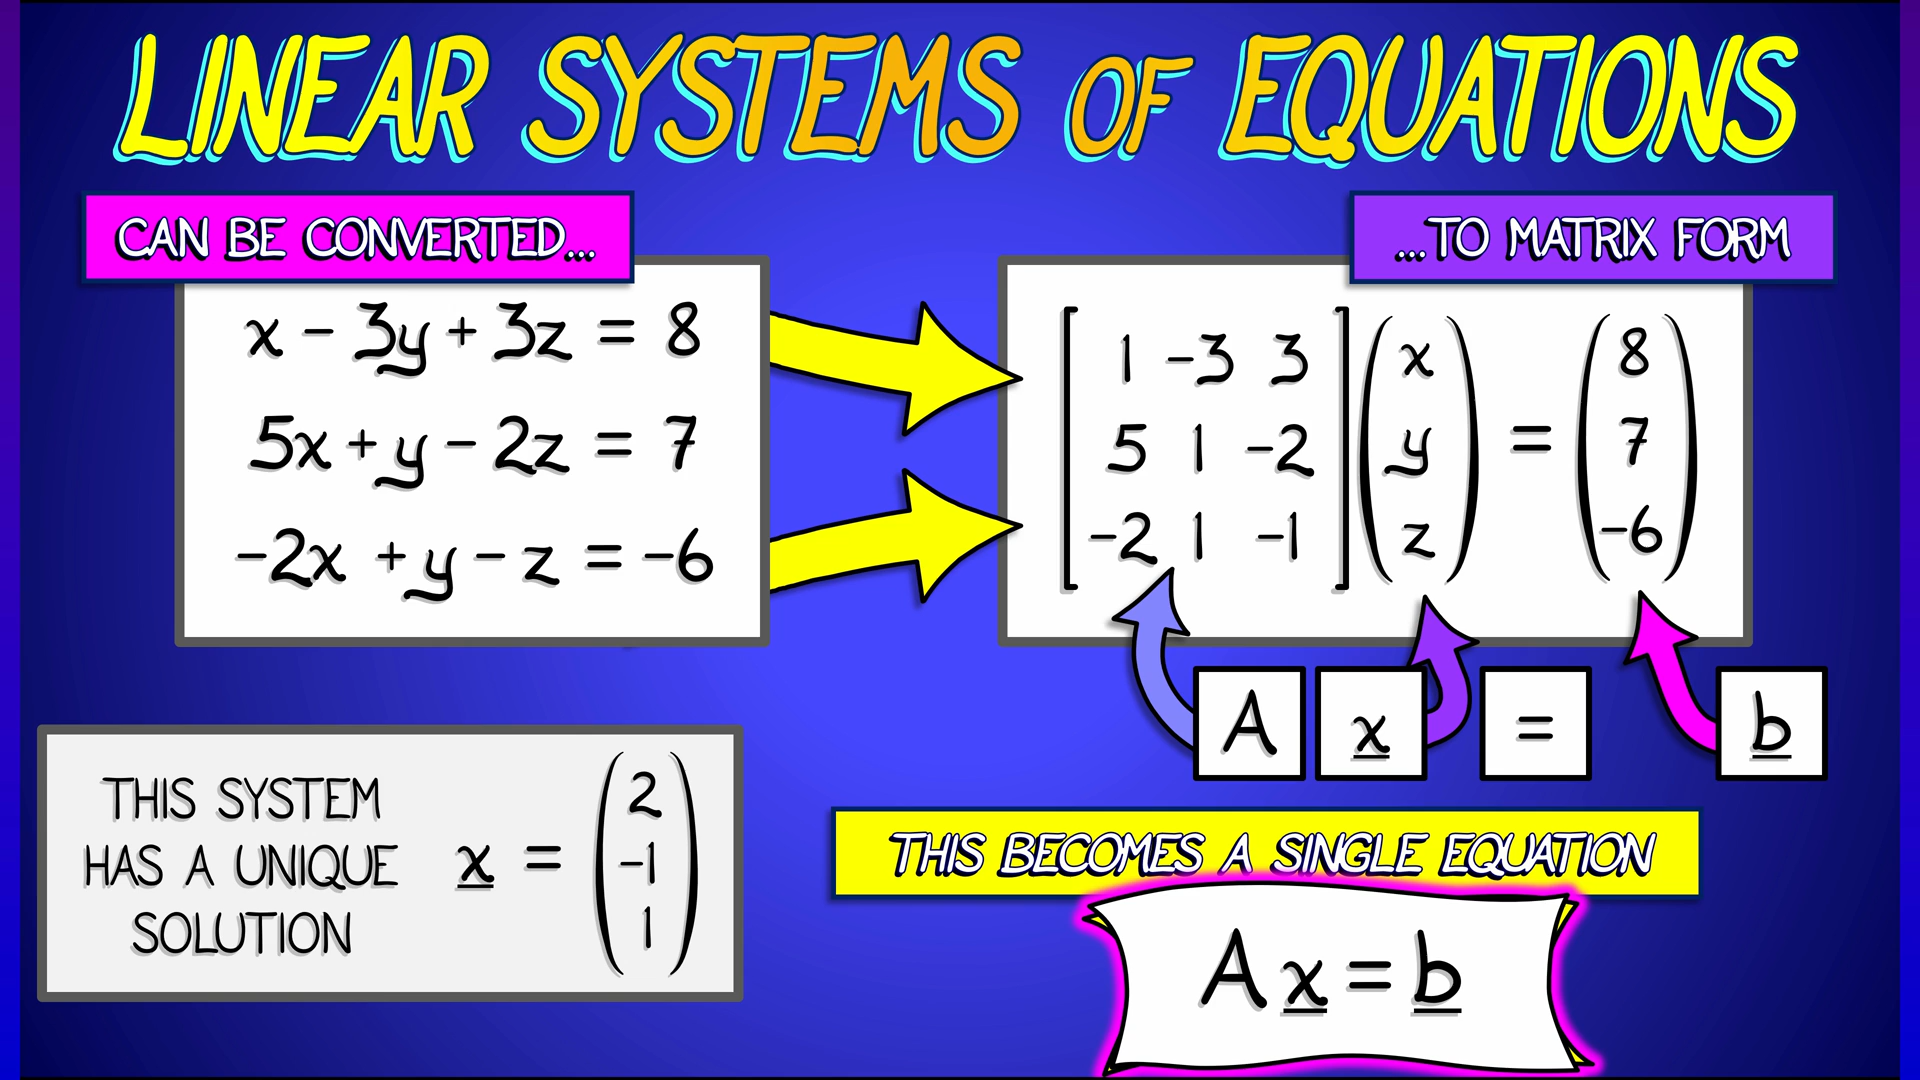 LINEAR SYSTEMS OF EQUATIONS
CAN BE CONVERTED...
x - 3y + 3z = 8
5x + y - 2z = 7
-2x + y - z = -6
...TO MATRIX FORM
1 -3 3 x 8
5 1 -2 y = 7
-2 1 -1 z -6
A x = b
THIS SYSTEM
HAS A UNIQUE
SOLUTION
x =
2
-1
1
THIS BECOMES A SINGLE EQUATION
A x = b